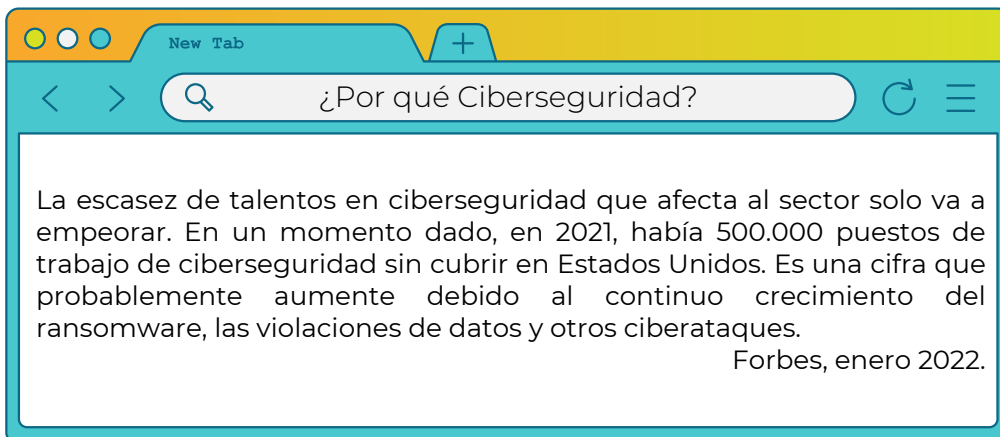 New Tab
¿Por qué Ciberseguridad?
La escasez de talentos en ciberseguridad que afecta al sector solo va a
empeorar. En un momento dado, en 2021, había 500.000 puestos de
trabajo de ciberseguridad sin cubrir en Estados Unidos. Es una cifra que
probablemente aumente debido al continuo crecimiento del
ransomware, las violaciones de datos y otros ciberataques.
Forbes, enero 2022.